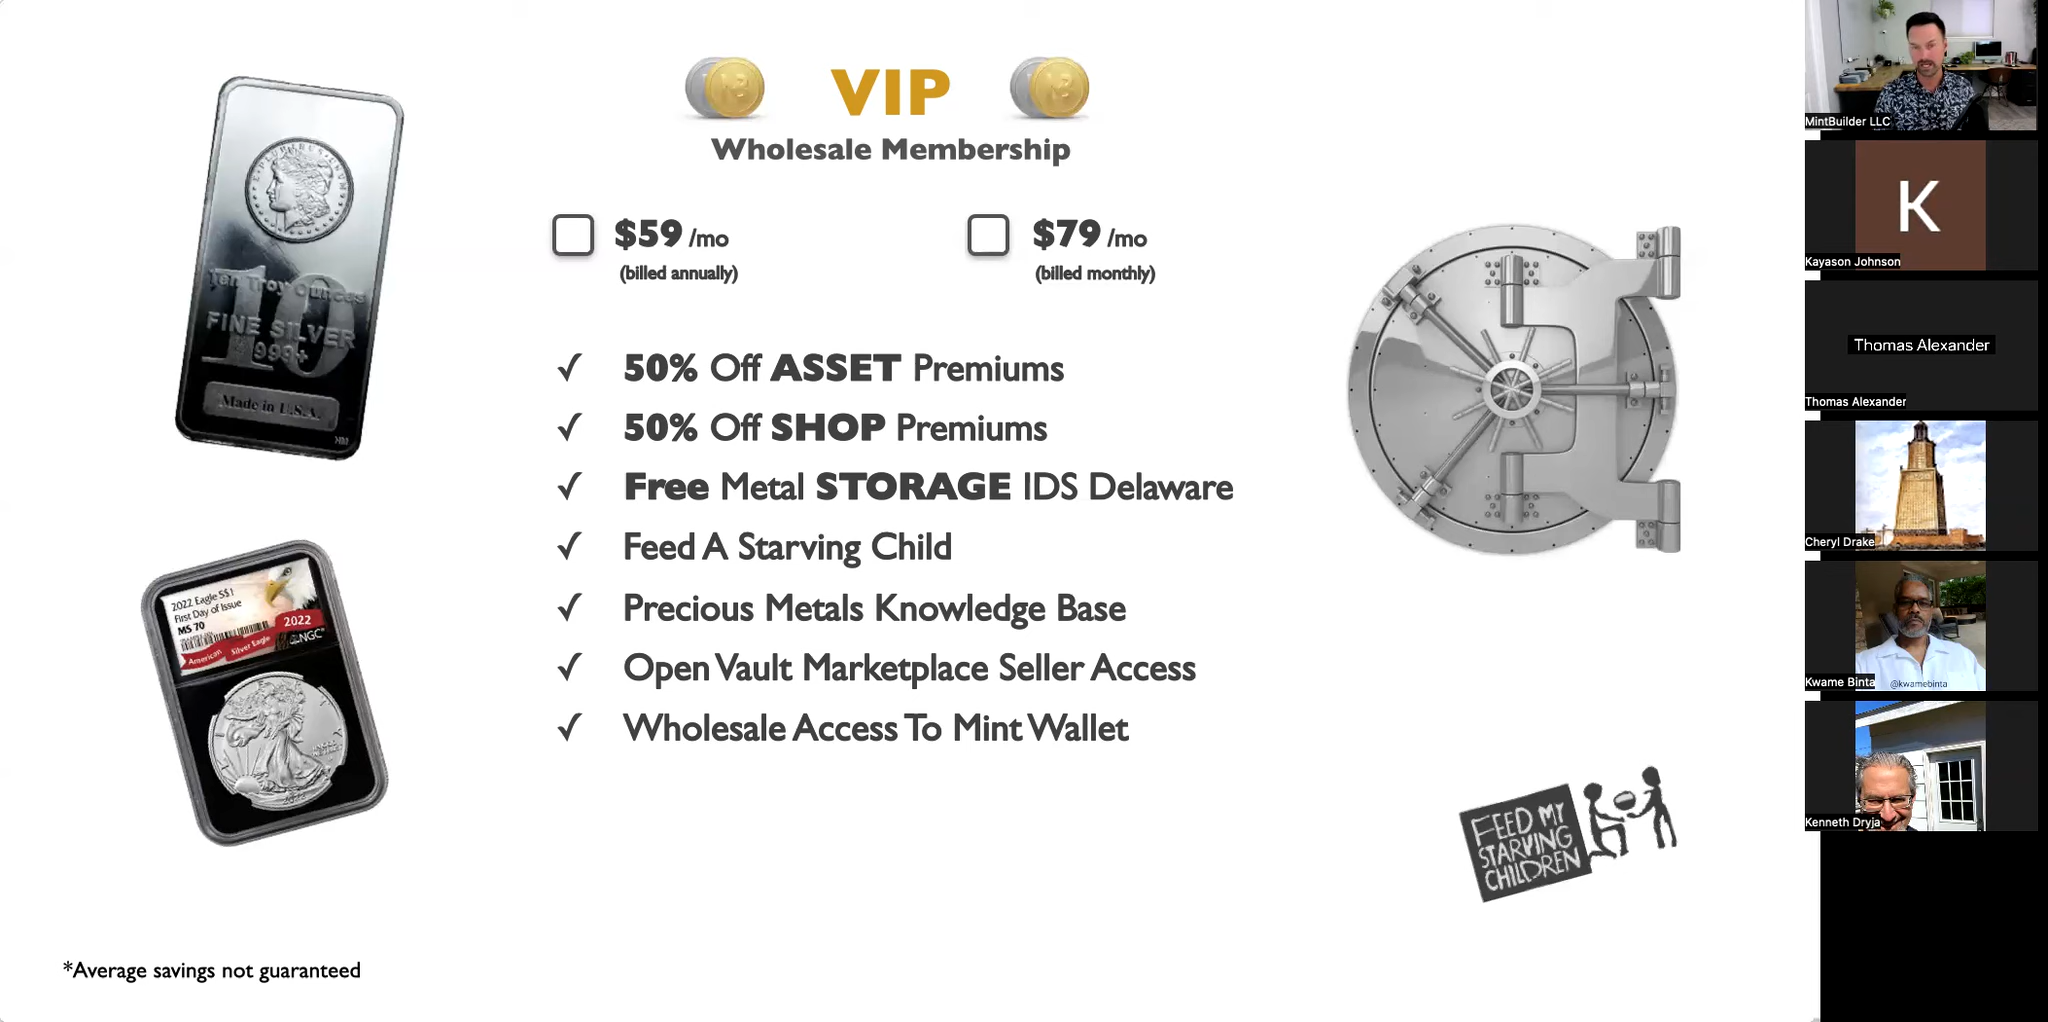 VIP
Wholesale Membership
$59 /mo
(billed annually)
$79 /mo
(billed monthly)
✓ 50% Off ASSET Premiums
✓ 50% Off SHOP Premiums
✓ Free Metal STORAGE IDS Delaware
✓ Feed A Starving Child
✓ Precious Metals Knowledge Base
✓ Open Vault Marketplace Seller Access
✓ Wholesale Access To Mint Wallet
10
Ten Troy Ounces
FINE SILVER
999+
Made in U.S.A.
HM
2022 Eagle S$1
First Day of Issue
MS 70
2022
NGC
American Silver Eagle
FEED MY
STARVING
CHILDREN
*Average savings not guaranteed
MintBuilder LLC
K
Kayason Johnson
Thomas Alexander
Thomas Alexander
Cheryl Drake
Kwame Binta
@kwamebinta
Kenneth Dryja